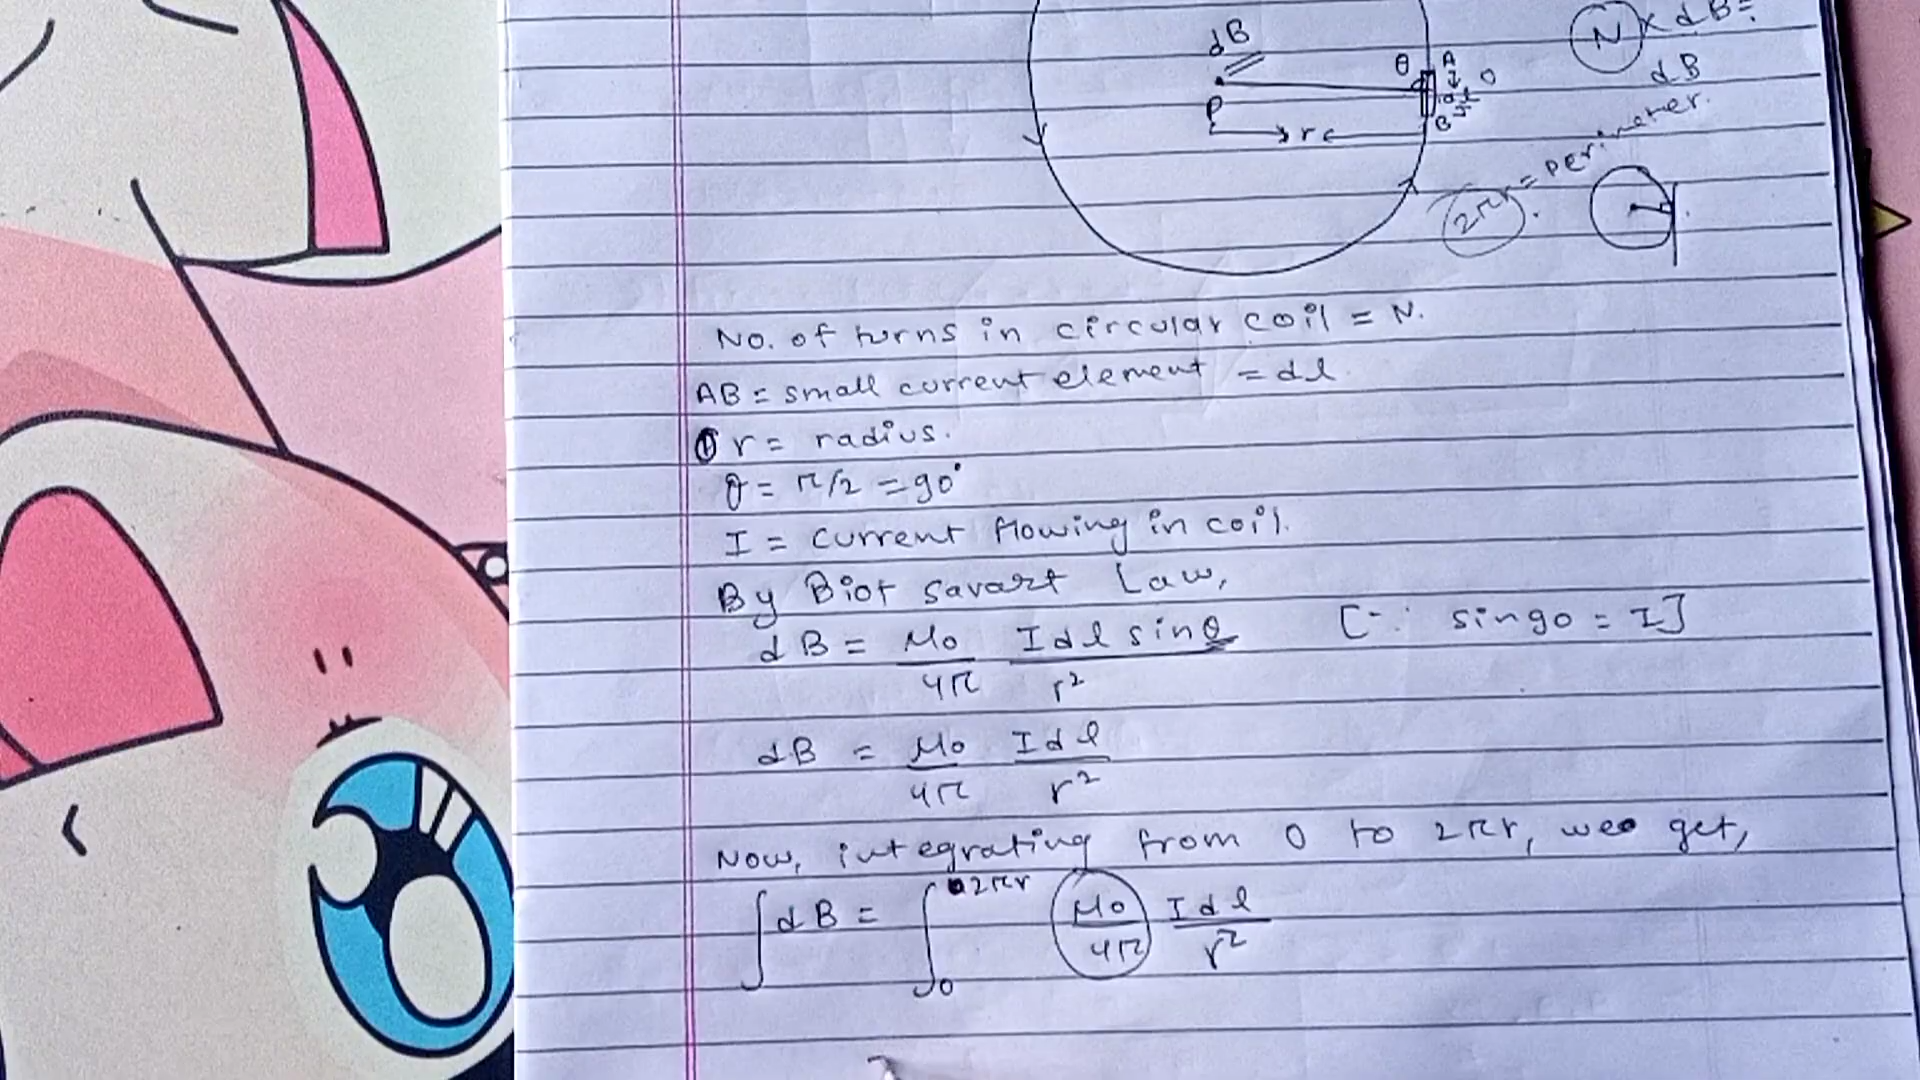 N x dB =
dB
dB
θ A
O
P
B
r
2πr = perimeter.
No. of turns in circular coil = N.
AB = small current element = dl
r = radius.
θ = π/2 = 90°
I = current flowing in coil.
By Biot savart Law,
dB = μ0/4π Idl sinθ/r² [∵ sin90 = I]
dB = μ0/4π Idl/r²
Now, integrating from 0 to 2πr, we get,
∫dB = ∫₀^2πr μ0/4π Idl/r²